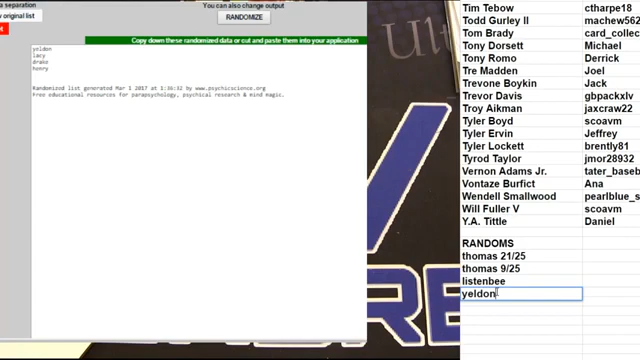 a separation
You can also change output
w original list
RANDOMIZE
Copy down these randomized data or cut and paste them into your application
yeldon
lacy
drake
henry
Randomized list generated Mar 1 2017 at 1:36:32 by www.psychicscience.org
Free educational resources for parapsychology, psychical research & mind magic.
Ul
RE
Tim Tebow ctharpe18
Todd Gurley II machew562
Tom Brady card_collec
Tony Dorsett Michael
Tony Romo Derrick
Tre Madden Joel
Trevone Boykin Jack
Trevor Davis gbpackxlv
Troy Aikman jaxcraw22
Tyler Boyd scoavm
Tyler Ervin Jeffrey
Tyler Lockett brently81
Tyrod Taylor jmor28932
Vernon Adams Jr. tater_baseb
Vontaze Burfict Ana
Wendell Smallwood pearlblue_s
Will Fuller V scoavm
Y.A. Tittle Daniel
RANDOMS
thomas 21/25
thomas 9/25
listenbee
yeldon